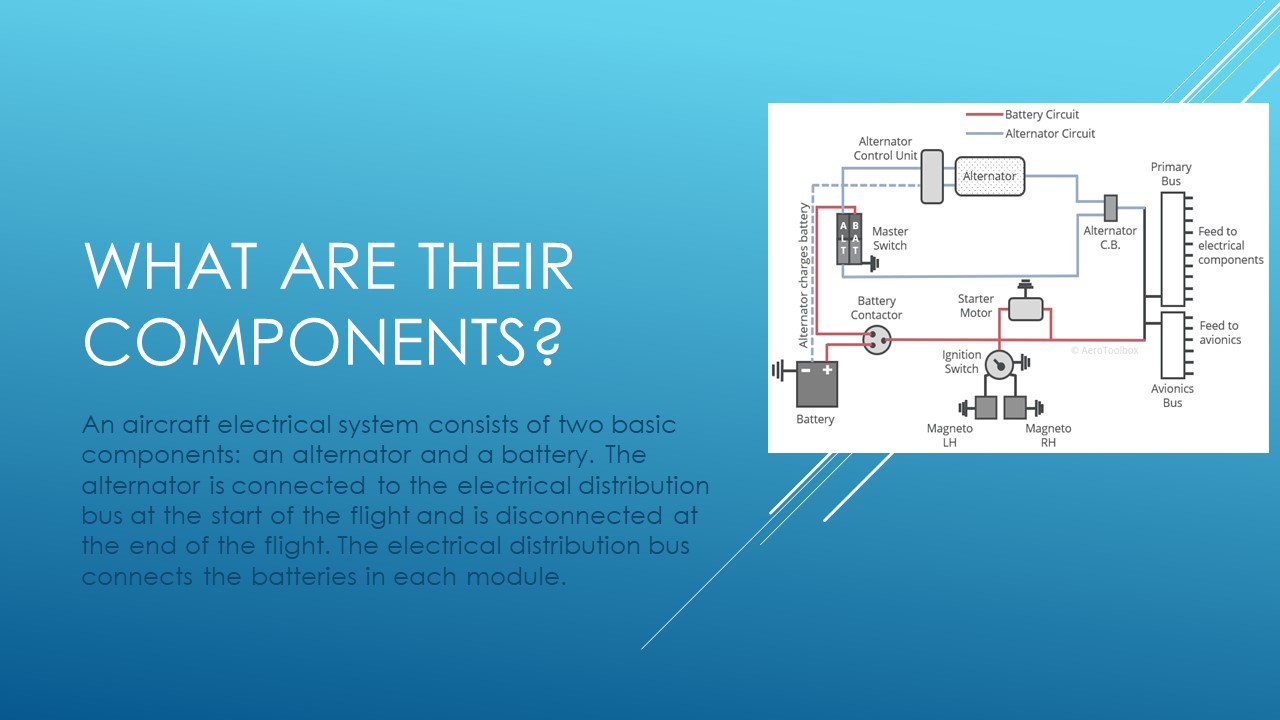 WHAT ARE THEIR
COMPONENTS?
An aircraft electrical system consists of two basic
components: an alternator and a battery. The
alternator is connected to the electrical distribution
bus at the start of the flight and is disconnected at
the end of the flight. The electrical distribution bus
connects the batteries in each module.
Battery Circuit
Alternator Circuit
Alternator
Control Unit
Alternator
Primary
Bus
Alternator charges battery
ALT
BAT
Master
Switch
Alternator
C.B.
Feed to
electrical
components
Battery
Contactor
Starter
Motor
Feed to
avionics
© AeroToolbox
Ignition
Switch
− +
Battery
Avionics
Bus
Magneto
LH
Magneto
RH